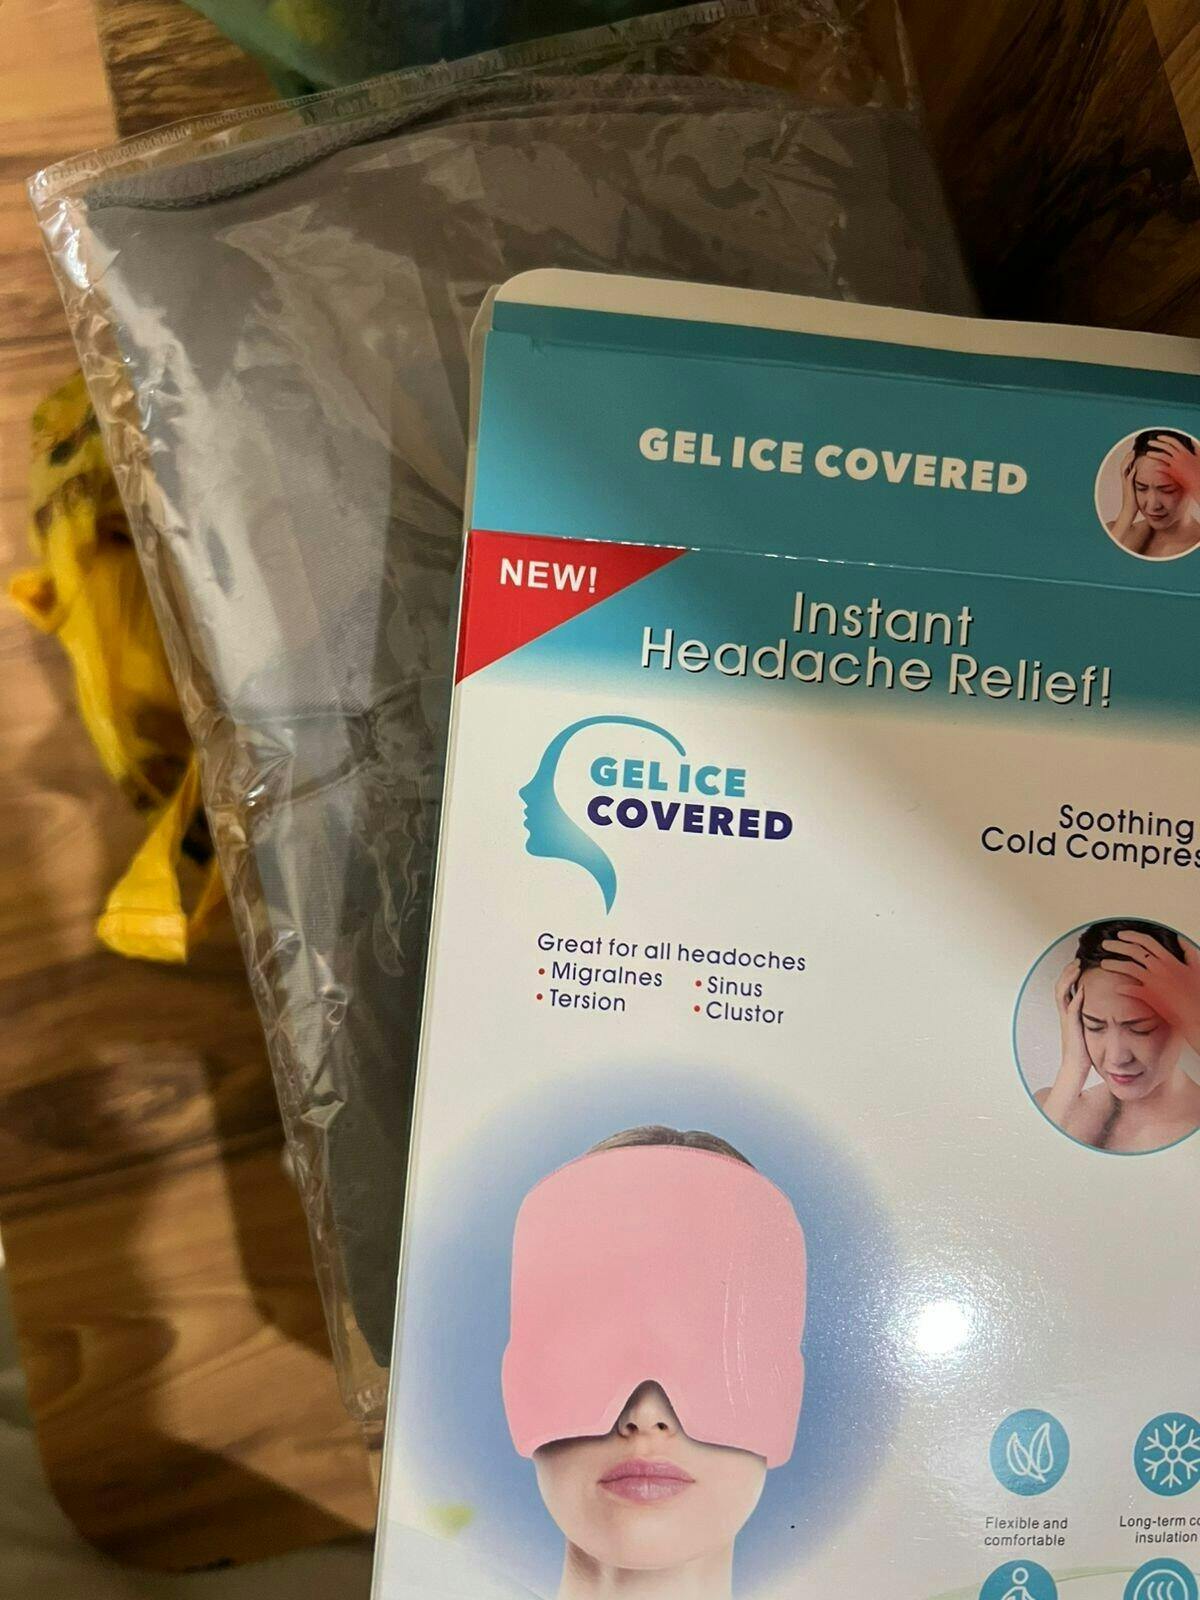 GEL ICE COVERED
NEW!
Instant
Headache Relief!
GEL ICE
COVERED
Soothing
Cold Compres
Great for all headoches
• Migralnes • Sinus
• Tersion • Clustor
Flexible and
comfortable
Long-term co
insulation